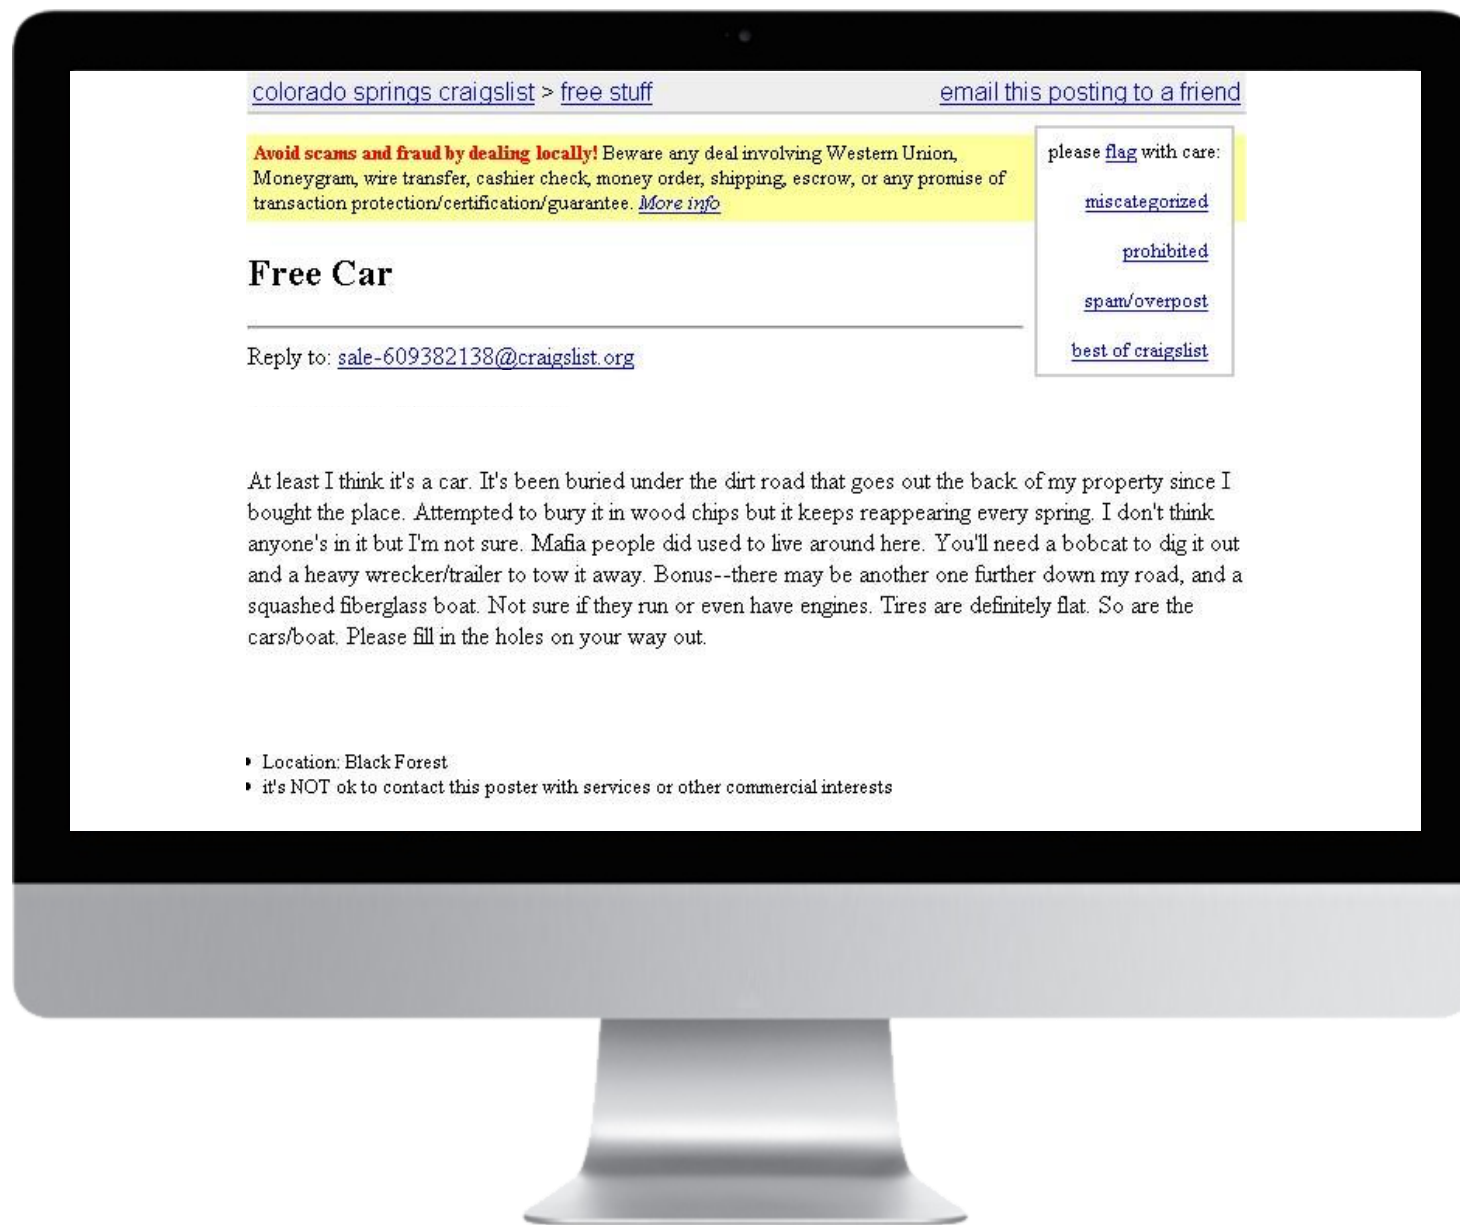 colorado springs craigslist > free stuff email this posting to a friend
Avoid scams and fraud by dealing locally! Beware any deal involving Western Union,
Moneygram, wire transfer, cashier check, money order, shipping, escrow, or any promise of
transaction protection/certification/guarantee. More info
please flag with care:
miscategorized
prohibited
spam/overpost
best of craigslist
Free Car
Reply to: sale-609382138@craigslist.org
At least I think it's a car. It's been buried under the dirt road that goes out the back of my property since I
bought the place. Attempted to bury it in wood chips but it keeps reappearing every spring. I don't think
anyone's in it but I'm not sure. Mafia people did used to live around here. You'll need a bobcat to dig it out
and a heavy wrecker/trailer to tow it away. Bonus--there may be another one further down my road, and a
squashed fiberglass boat. Not sure if they run or even have engines. Tires are definitely flat. So are the
cars/boat. Please fill in the holes on your way out.
• Location: Black Forest
• it's NOT ok to contact this poster with services or other commercial interests